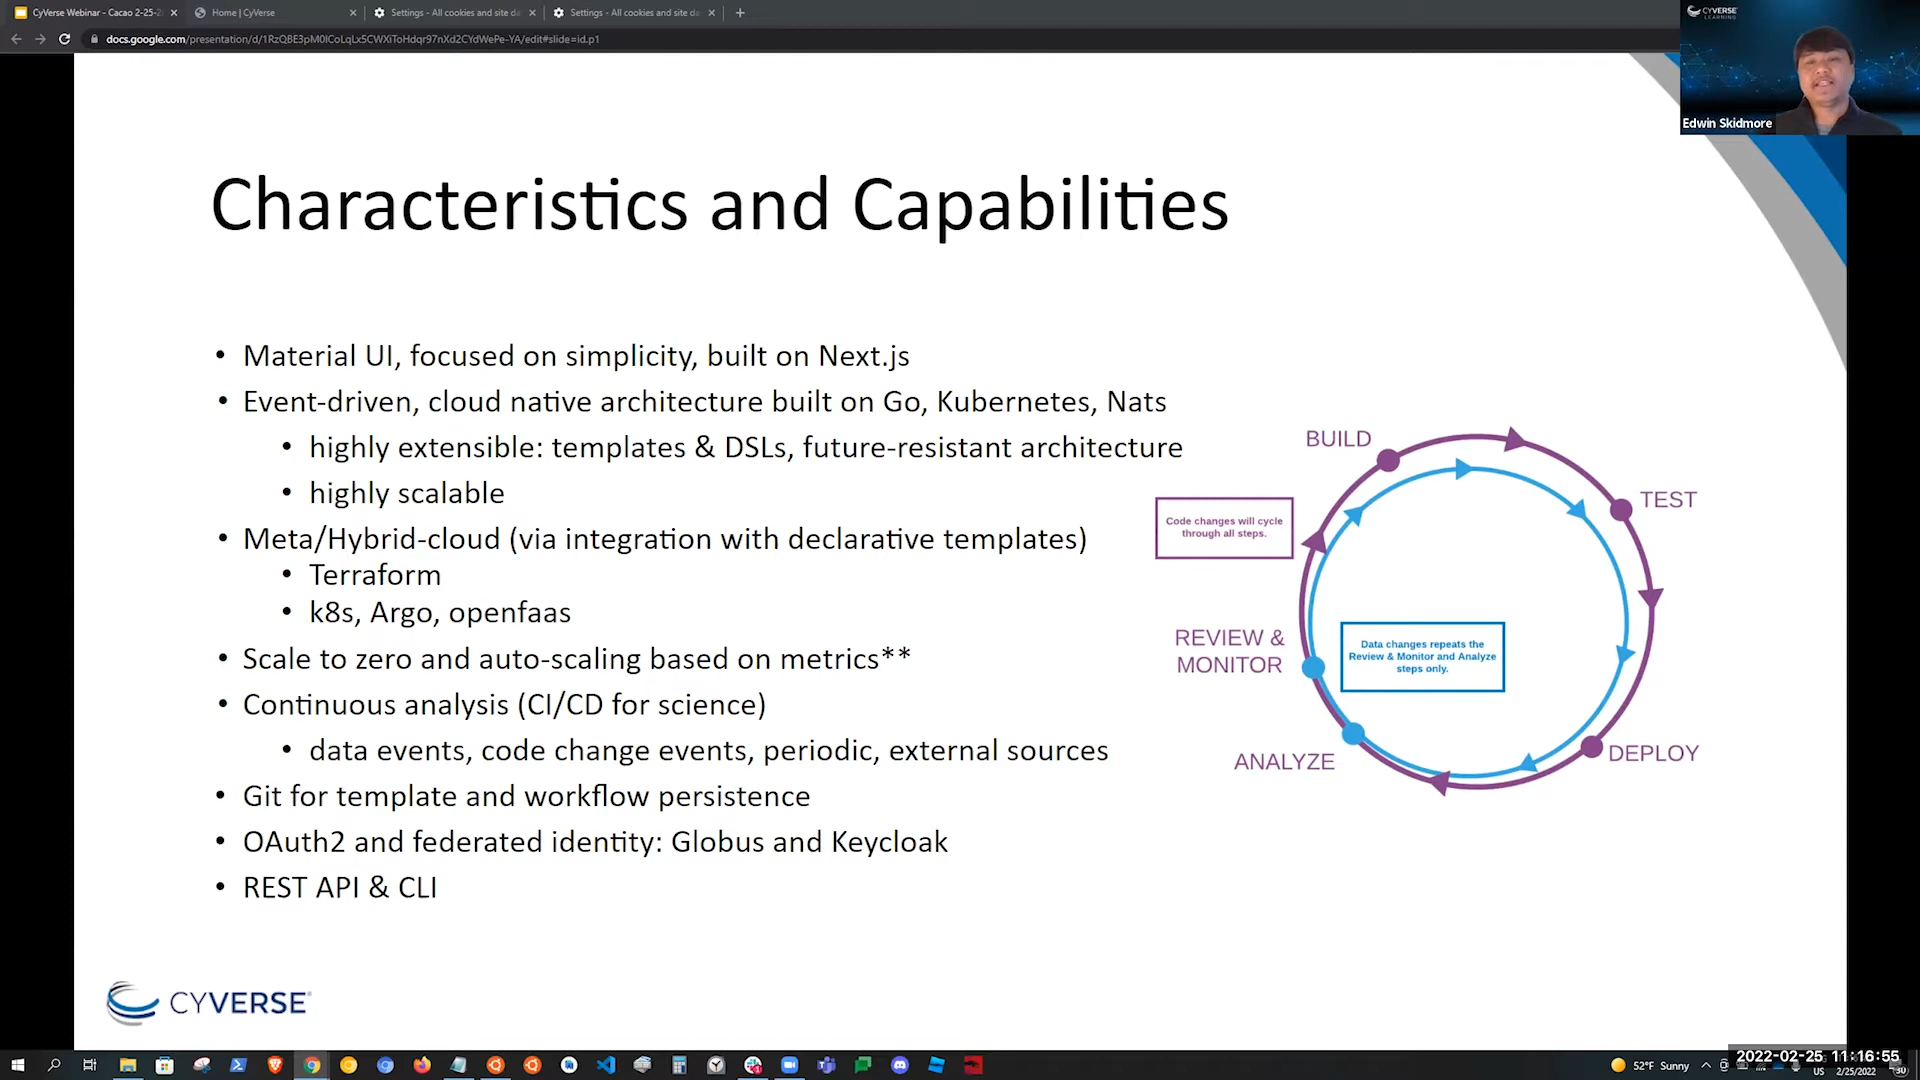 CyVerse Webinar - Cacao 2-25-2
Home | CyVerse
Settings - All cookies and site da
Settings - All cookies and site da
docs.google.com/presentation/d/1RzQBE3pM0lCoLqLx5CWXiToHdqr97nXd2CYdWePe-YA/edit#slide=id.p1
CYVERSE
LEARNING
Edwin Skidmore
Characteristics and Capabilities
• Material UI, focused on simplicity, built on Next.js
• Event-driven, cloud native architecture built on Go, Kubernetes, Nats
• highly extensible: templates & DSLs, future-resistant architecture
• highly scalable
• Meta/Hybrid-cloud (via integration with declarative templates)
• Terraform
• k8s, Argo, openfaas
• Scale to zero and auto-scaling based on metrics**
• Continuous analysis (CI/CD for science)
• data events, code change events, periodic, external sources
• Git for template and workflow persistence
• OAuth2 and federated identity: Globus and Keycloak
• REST API & CLI
BUILD
TEST
Code changes will cycle
through all steps.
REVIEW &
MONITOR
Data changes repeats the
Review & Monitor and Analyze
steps only.
ANALYZE
DEPLOY
CYVERSE®
52°F Sunny
2022-02-25 11:16:55
US
2/25/2022
30